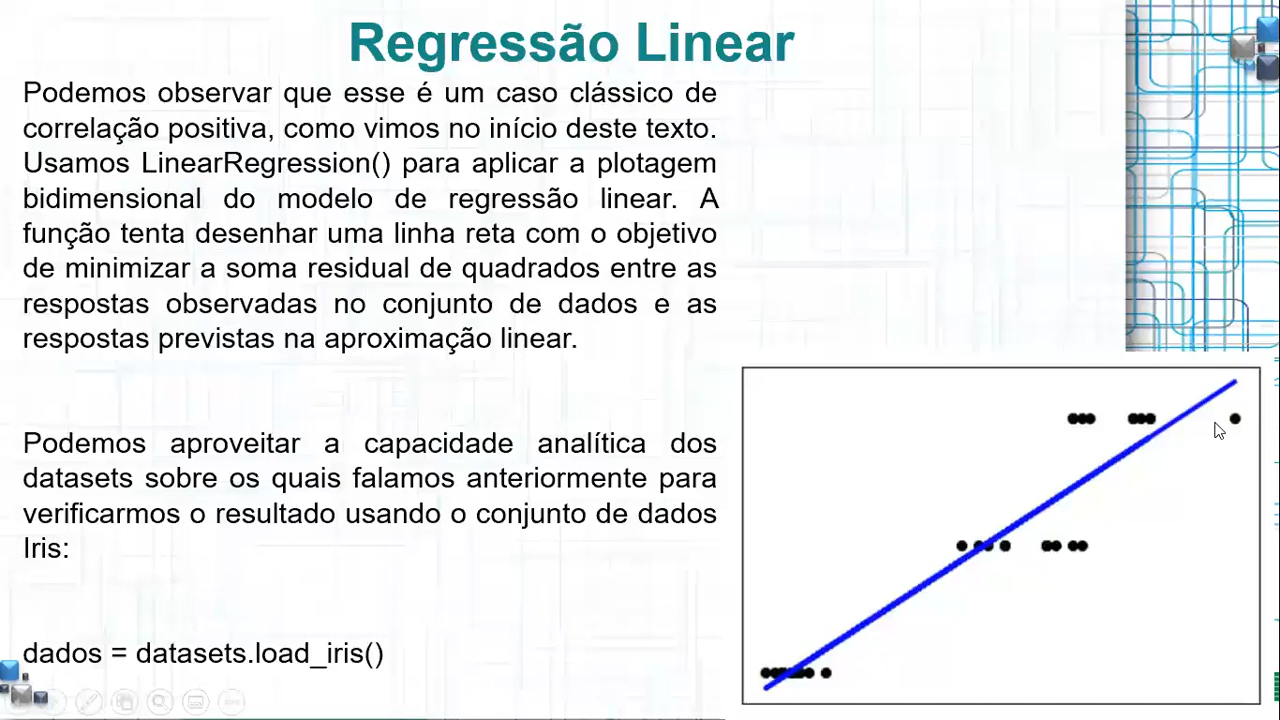 Regressão Linear
Podemos observar que esse é um caso clássico de
correlação positiva, como vimos no início deste texto.
Usamos LinearRegression() para aplicar a plotagem
bidimensional do modelo de regressão linear. A
função tenta desenhar uma linha reta com o objetivo
de minimizar a soma residual de quadrados entre as
respostas observadas no conjunto de dados e as
respostas previstas na aproximação linear.
Podemos aproveitar a capacidade analítica dos
datasets sobre os quais falamos anteriormente para
verificarmos o resultado usando o conjunto de dados
Iris:
dados = datasets.load_iris()